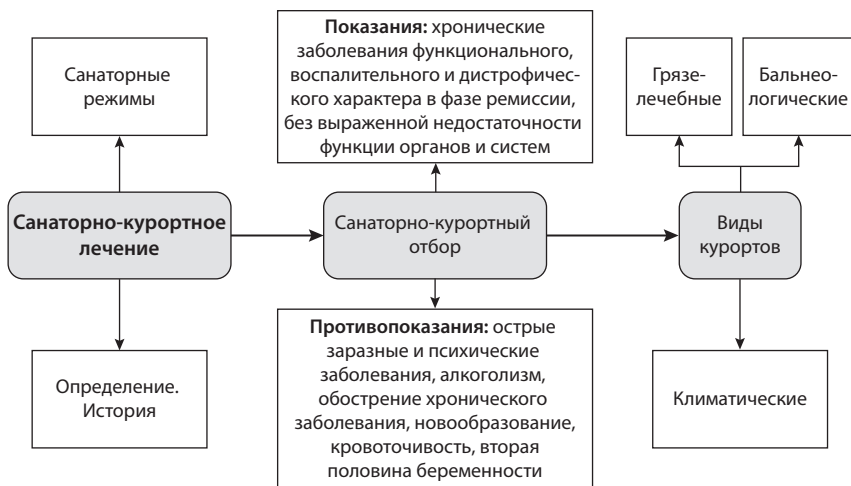 Санаторные
режимы
Показания: хронические
заболевания функционального,
воспалительного и дистрофичес-
кого характера в фазе ремиссии,
без выраженной недостаточности
функции органов и систем
Грязе-
лечебные
Бальнео-
логические
Санаторно-курортное
лечение
Санаторно-курортный
отбор
Виды
курортов
Определение.
История
Противопоказания: острые
заразные и психические
заболевания, алкоголизм,
обострение хронического
заболевания, новообразование,
кровоточивость, вторая
половина беременности
Климатические